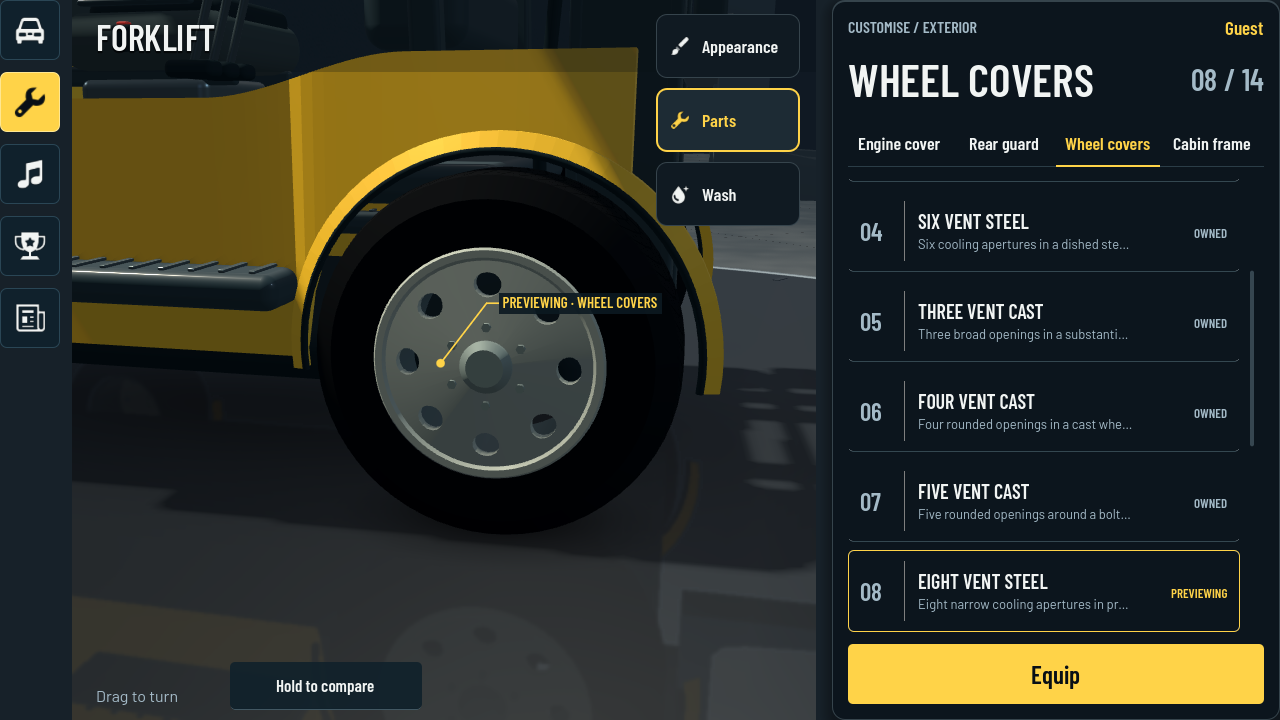 FORKLIFT
Appearance
Parts
Wash
PREVIEWING · WHEEL COVERS
Drag to turn
Hold to compare
CUSTOMISE / EXTERIOR
Guest
WHEEL COVERS
08 / 14
Engine cover
Rear guard
Wheel covers
Cabin frame
04
SIX VENT STEEL
Six cooling apertures in a dished ste...
OWNED
05
THREE VENT CAST
Three broad openings in a substanti...
OWNED
06
FOUR VENT CAST
Four rounded openings in a cast whe...
OWNED
07
FIVE VENT CAST
Five rounded openings around a bolt...
OWNED
08
EIGHT VENT STEEL
Eight narrow cooling apertures in pr...
PREVIEWING
Equip